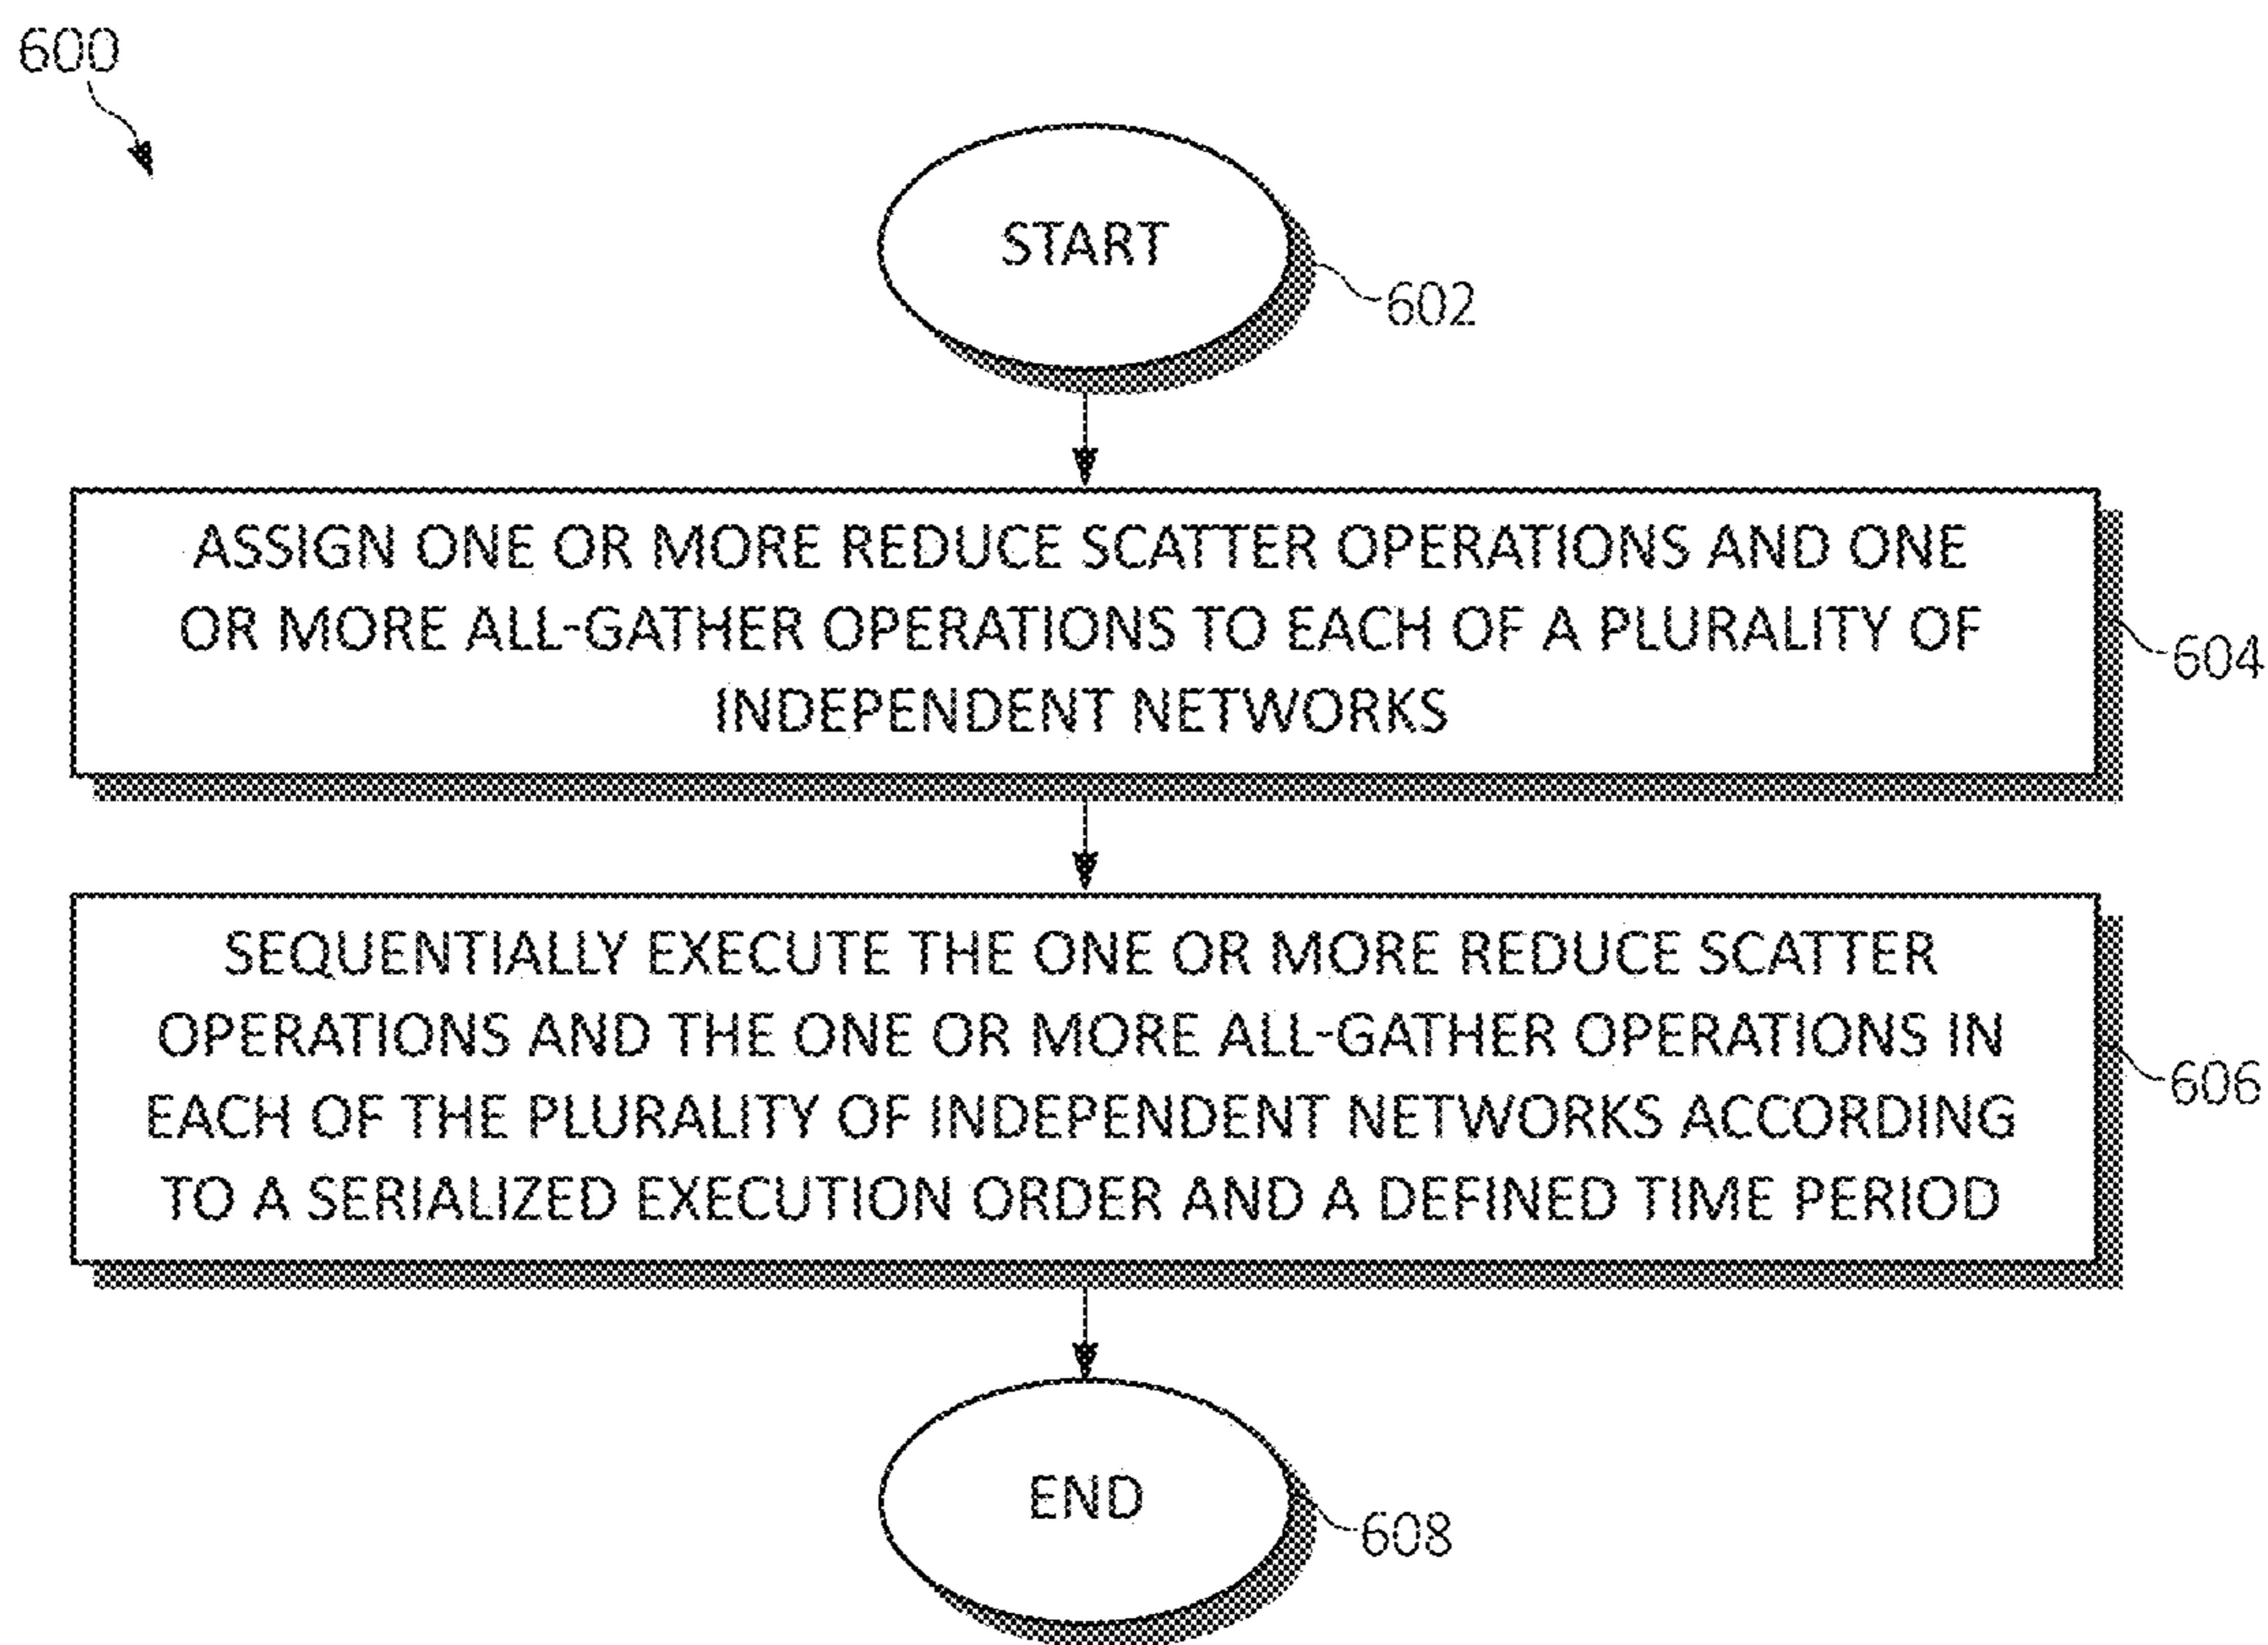 600
START
602
ASSIGN ONE OR MORE REDUCE SCATTER OPERATIONS AND ONE
OR MORE ALL-GATHER OPERATIONS TO EACH OF A PLURALITY OF
INDEPENDENT NETWORKS
604
SEQUENTIALLY EXECUTE THE ONE OR MORE REDUCE SCATTER
OPERATIONS AND THE ONE OR MORE ALL-GATHER OPERATIONS IN
EACH OF THE PLURALITY OF INDEPENDENT NETWORKS ACCORDING
TO A SERIALIZED EXECUTION ORDER AND A DEFINED TIME PERIOD
606
END
608